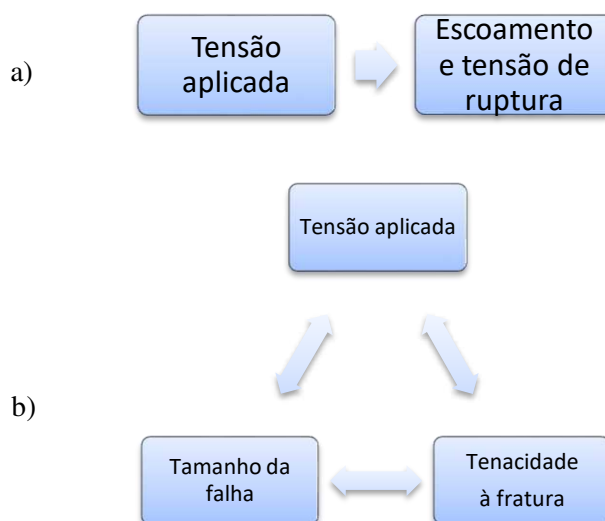 a)
Tensão
aplicada
Escoamento
e tensão de
ruptura
Tensão aplicada
b)
Tamanho da
falha
Tenacidade
à fratura